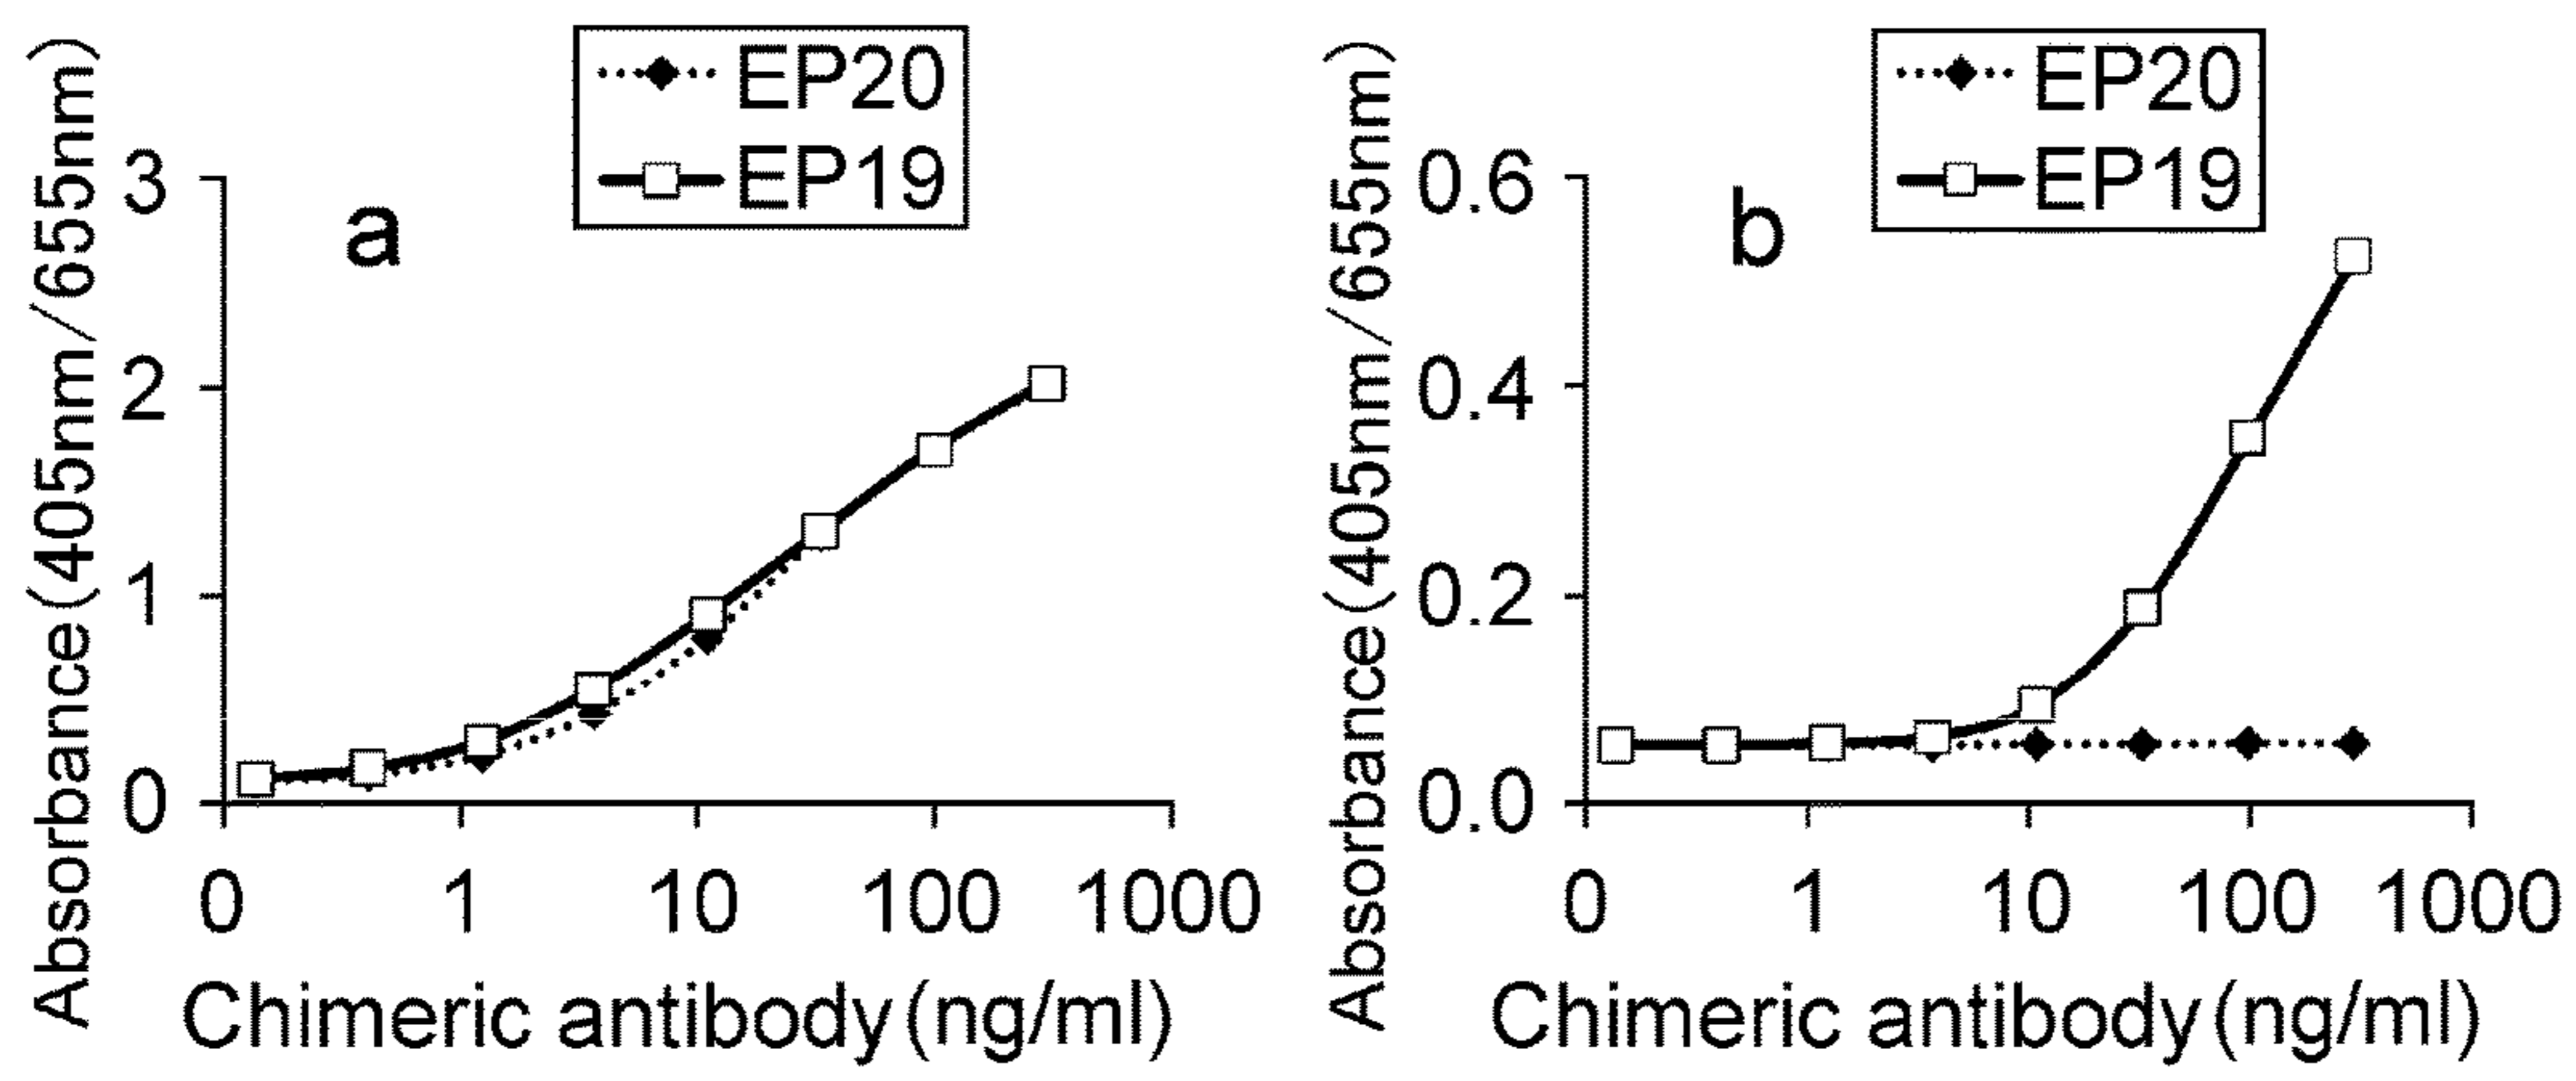 EP20
EP19
a
Absorbance(405nm/655nm)
3
2
1
0
0 1 10 100 1000
Chimeric antibody(ng/ml)
EP20
EP19
b
Absorbance(405nm/655nm)
0.6
0.4
0.2
0.0
0 1 10 100 1000
Chimeric antibody(ng/ml)